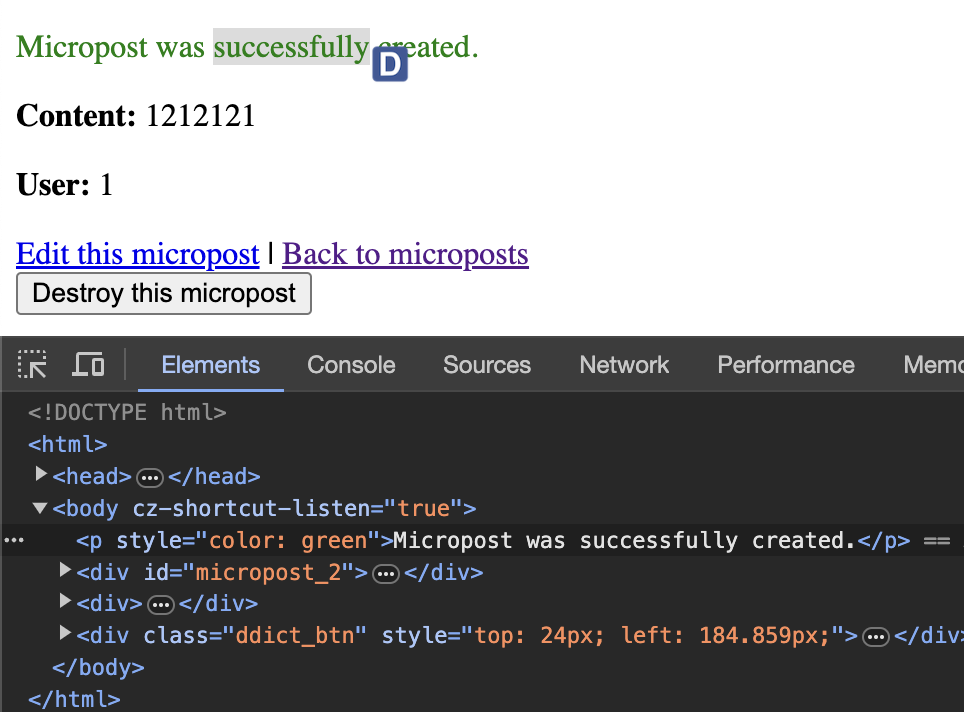 Micropost was successfully created.
D
Content: 1212121
User: 1
Edit this micropost | Back to microposts
Destroy this micropost
Elements Console Sources Network Performance Memo
<!DOCTYPE html>
<html>
<head> ••• </head>
<body cz-shortcut-listen="true">
••• <p style="color: green">Micropost was successfully created.</p> ==
<div id="micropost_2"> ••• </div>
<div> ••• </div>
<div class="ddict_btn" style="top: 24px; left: 184.859px;"> ••• </div>
</body>
</html>